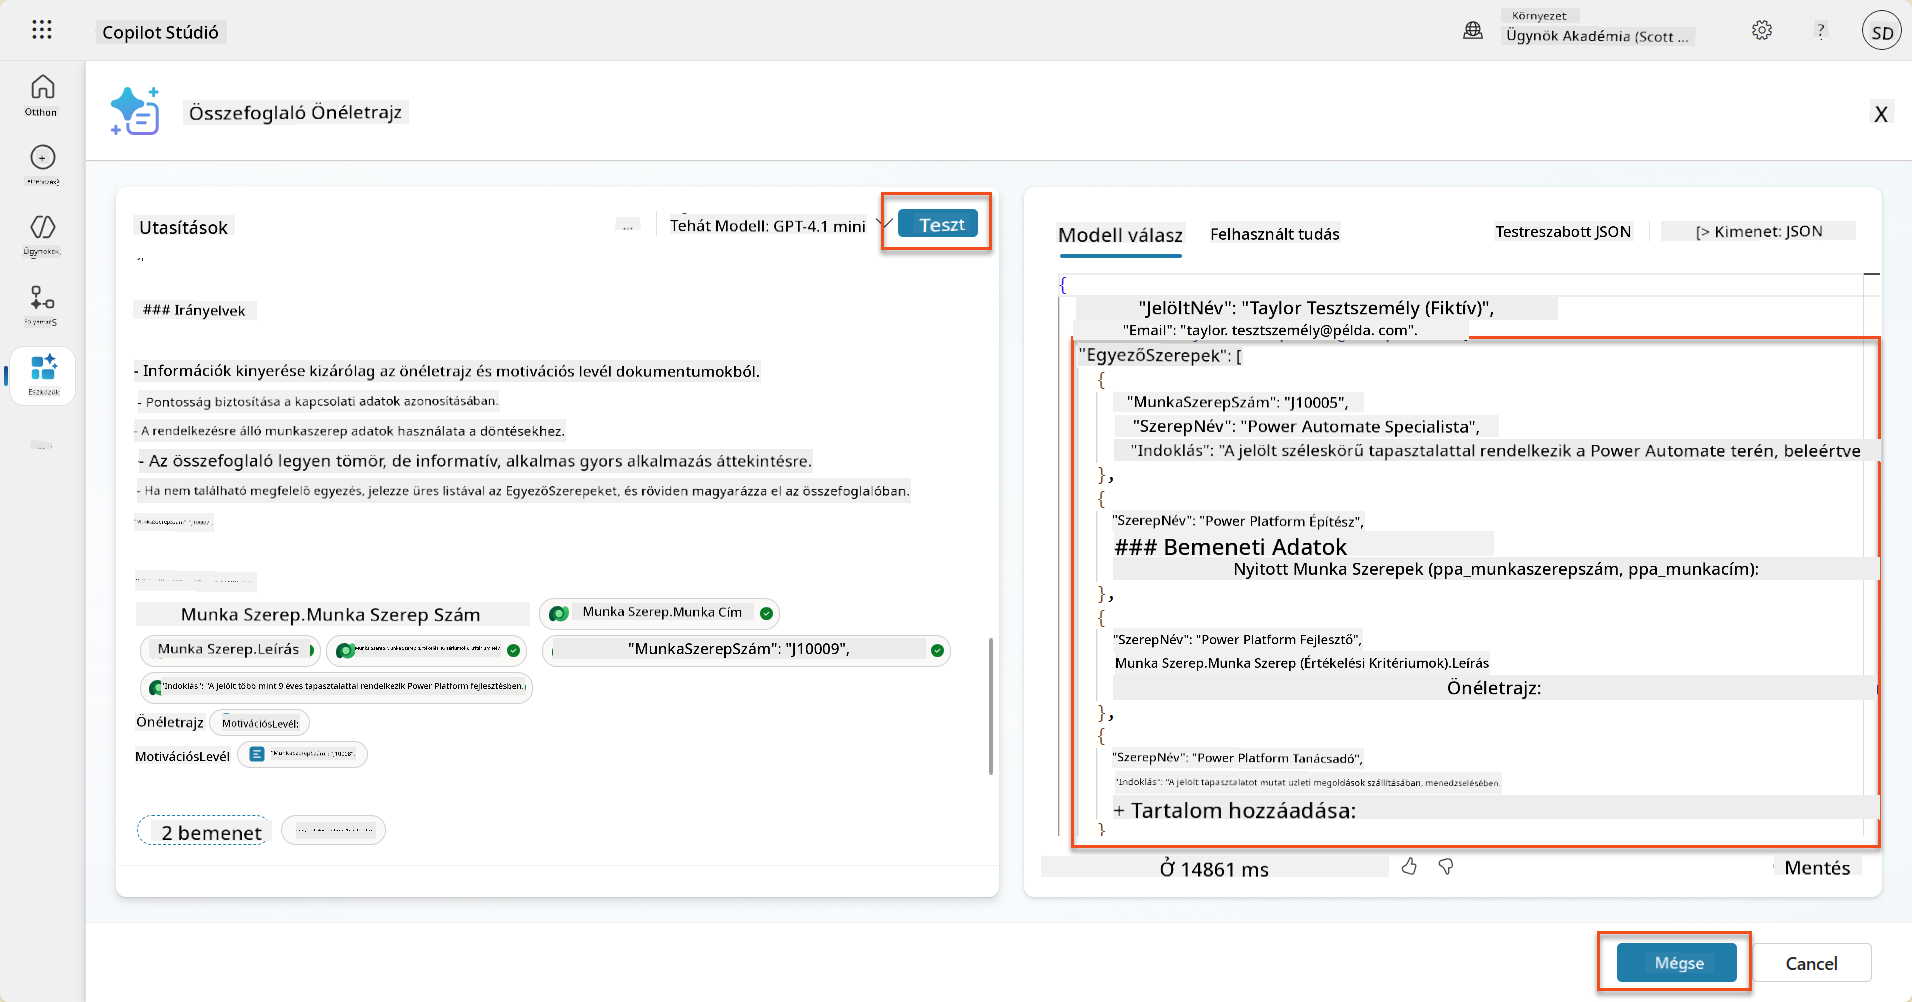 Copilot Stúdió
Környezet
Ügynök Akadémia (Scott ...
?
SD
Otthon
Összefoglaló Önéletrajz
X
Ügynökök
Eszközök
Utasítások
...
Tehát Modell: GPT-4.1 mini
Teszt
### Irányelvek
- Információk kinyerése kizárólag az önéletrajz és motivációs levél dokumentumokból.
- Pontosság biztosítása a kapcsolati adatok azonosításában.
- A rendelkezésre álló munkaszerep adatok használata a döntésekhez.
- Az összefoglaló legyen tömör, de informatív, alkalmas gyors alkalmazás áttekintésre.
- Ha nem található megfelelő egyezés, jelezze üres listával az EgyezőSzerepeket, és röviden magyarázza el az összefoglalóban.
"MunkaSzerepSzám": "J10007",
Munka Szerep.Munka Szerep Szám
Munka Szerep.Munka Cím
Munka Szerep.Leírás
"MunkaSzerepSzám": "J10009",
"Indoklás": "A jelölt több mint 9 éves tapasztalattal rendelkezik Power Platform fejlesztésben.
Önéletrajz
MotivációsLevél:
MotivációsLevél
"MunkaSzerepSzám": "J10008",
2 bemenet
Modell válasz
Felhasznált tudás
Testreszabott JSON
[> Kimenet: JSON
{
"JelöltNév": "Taylor Tesztszemély (Fiktív)",
"Email": "taylor. tesztszemély@példa. com".
"EgyezőSzerepek": [
{
"MunkaSzerepSzám": "J10005",
"SzerepNév": "Power Automate Specialista",
"Indoklás": "A jelölt széleskörű tapasztalattal rendelkezik a Power Automate terén, beleértve
},
{
"SzerepNév": "Power Platform Építész",
### Bemeneti Adatok
Nyitott Munka Szerepek (ppa_munkaszerepszám, ppa_munkacím):
},
{
"SzerepNév": "Power Platform Fejlesztő",
Munka Szerep.Munka Szerep (Értékelési Kritériumok).Leírás
Önéletrajz:
},
{
"SzerepNév": "Power Platform Tanácsadó",
"Indoklás": "A jelölt tapasztalatot mutat üzleti megoldások szállításában, menedzselésében.
+ Tartalom hozzáadása:
}
Ở 14861 ms
Mentés
Mégse
Cancel